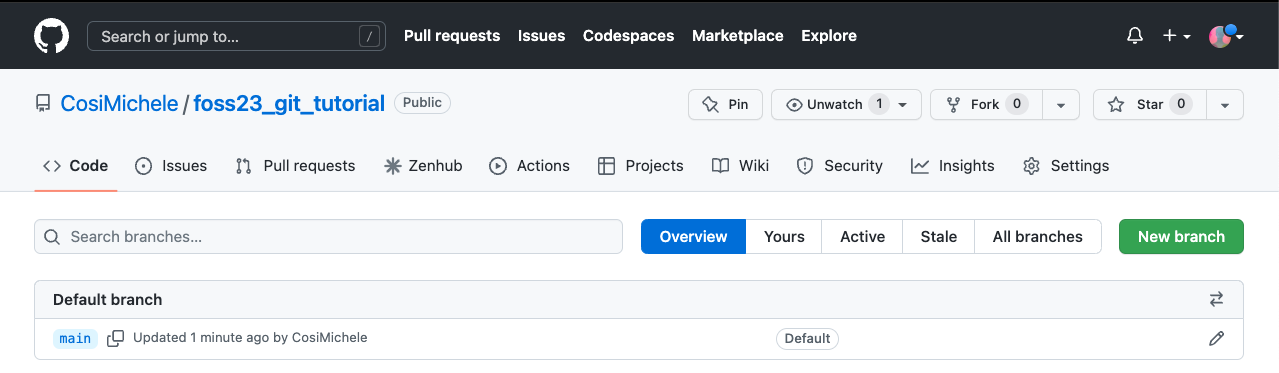 Search or jump to... / Pull requests Issues Codespaces Marketplace Explore
CosiMichele / foss23_git_tutorial Public Pin Unwatch 1 Fork 0 Star 0
Code Issues Pull requests Zenhub Actions Projects Wiki Security Insights Settings
Search branches... Overview Yours Active Stale All branches New branch
Default branch
main Updated 1 minute ago by CosiMichele Default